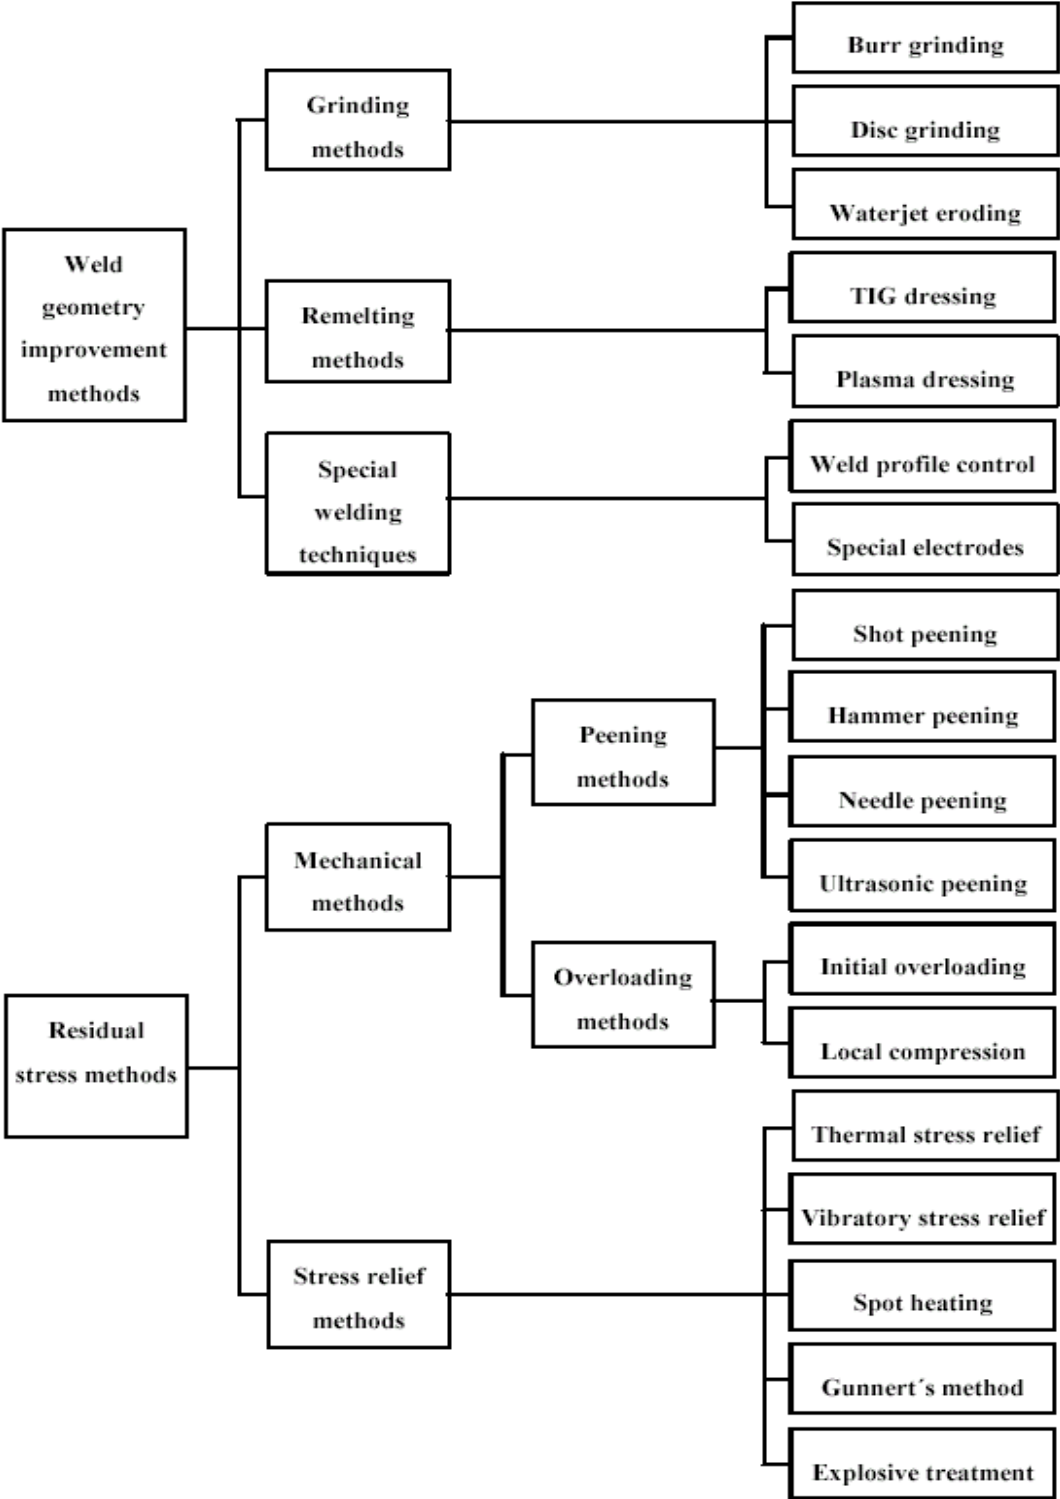 Weld
geometry
improvement
methods
Grinding
methods
Burr grinding
Disc grinding
Waterjet eroding
Remelting
methods
TIG dressing
Plasma dressing
Special
welding
techniques
Weld profile control
Special electrodes
Residual
stress methods
Mechanical
methods
Peening
methods
Shot peening
Hammer peening
Needle peening
Ultrasonic peening
Overloading
methods
Initial overloading
Local compression
Stress relief
methods
Thermal stress relief
Vibratory stress relief
Spot heating
Gunnert´s method
Explosive treatment